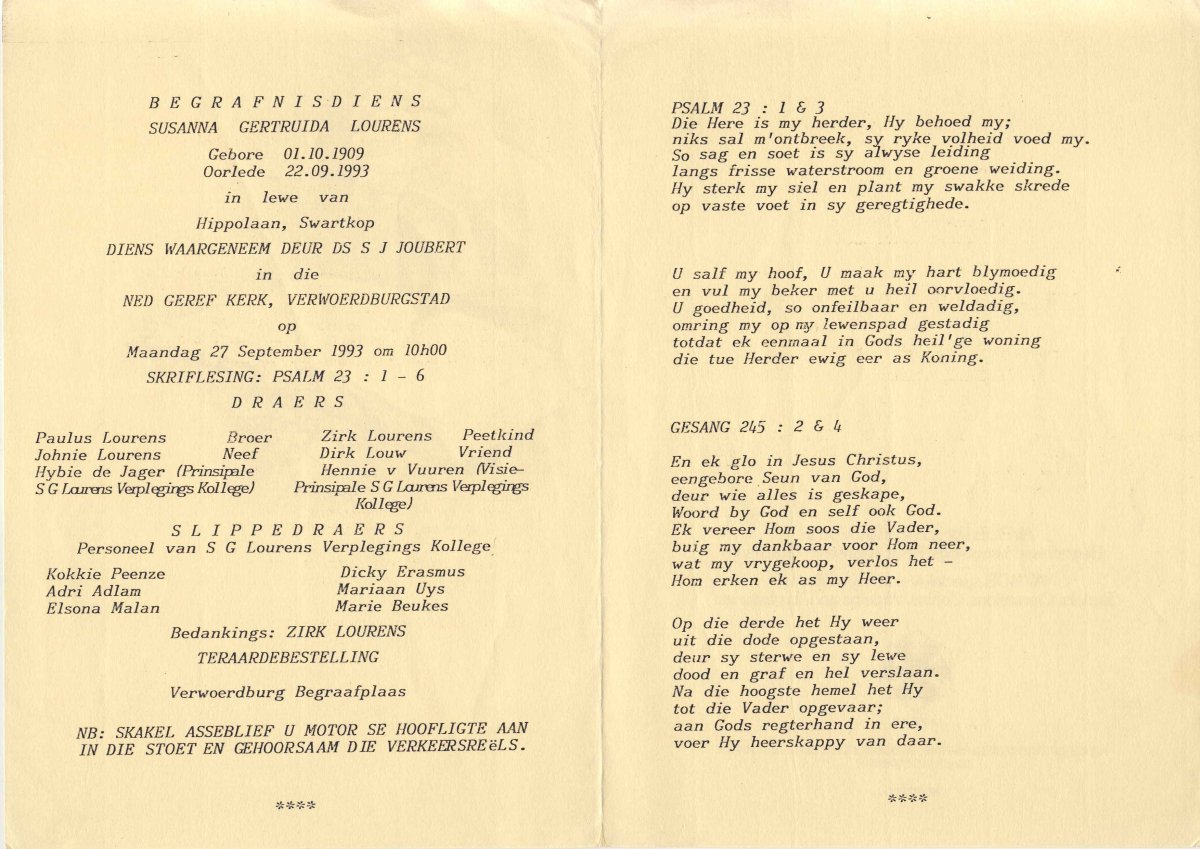 B E G R A F N I S D I E N S
SUSANNA GERTRUIDA LOURENS
Gebore 01.10.1909
Oorlede 22.09.1993
in lewe van
Hippolaan, Swartkop
DIENS WAARGENEEM DEUR DS S J JOUBERT
in die
NED GEREF KERK, VERWOERDBURGSTAD
op
Maandag 27 September 1993 om 10h00
SKRIFLESING: PSALM 23 : 1 - 6
D R A E R S
Paulus Lourens Broer Zirk Lourens Peetkind
Johnie Lourens Neef Dirk Louw Vriend
Hybie de Jager (Prinsipale Hennie v Vuuren (Visie-
S G Lourens Verplegings Kollege) Prinsipale S G Lourens Verplegings
Kollege)
S L I P P E D R A E R S
Personeel van S G Lourens Verplegings Kollege
Kokkie Peenze Dicky Erasmus
Adri Adlam Mariaan Uys
Elsona Malan Marie Beukes
Bedankings: ZIRK LOURENS
TERAARDEBESTELLING
Verwoerdburg Begraafplaas
NB: SKAKEL ASSEBLIEF U MOTOR SE HOOFLIGTE AAN
IN DIE STOET EN GEHOORSAAM DIE VERKEERSREëLS.
****
PSALM 23 : 1 & 3
Die Here is my herder, Hy behoed my;
niks sal m'ontbreek, sy ryke volheid voed my.
So sag en soet is sy alwyse leiding
langs frisse waterstroom en groene weiding.
Hy sterk my siel en plant my swakke skrede
op vaste voet in sy geregtighede.
U salf my hoof, U maak my hart blymoedig
en vul my beker met u heil oorvloedig.
U goedheid, so onfeilbaar en weldadig,
omring my op my lewenspad gestadig
totdat ek eenmaal in Gods heil'ge woning
die tue Herder ewig eer as Koning.
GESANG 245 : 2 & 4
En ek glo in Jesus Christus,
eengebore Seun van God,
deur wie alles is geskape,
Woord by God en self ook God.
Ek vereer Hom soos die Vader,
buig my dankbaar voor Hom neer,
wat my vrygekoop, verlos het -
Hom erken ek as my Heer.
Op die derde het Hy weer
uit die dode opgestaan,
deur sy sterwe en sy lewe
dood en graf en hel verslaan.
Na die hoogste hemel het Hy
tot die Vader opgevaar;
aan Gods regterhand in ere,
voer Hy heerskappy van daar.
****